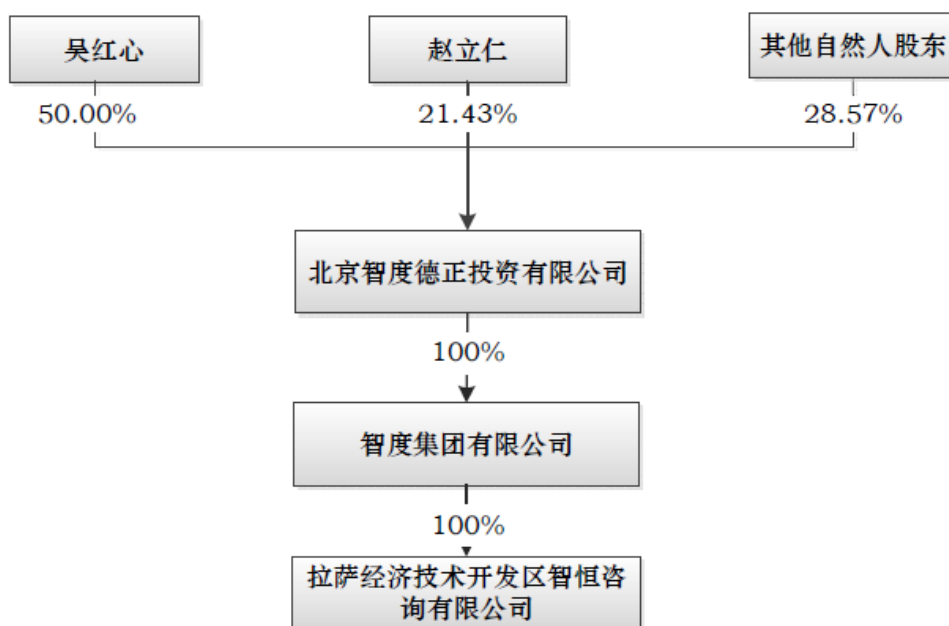 吴红心
赵立仁
其他自然人股东
50.00%
21.43%
28.57%
北京智度德正投资有限公司
100%
智度集团有限公司
100%
拉萨经济技术开发区智恒咨
询有限公司